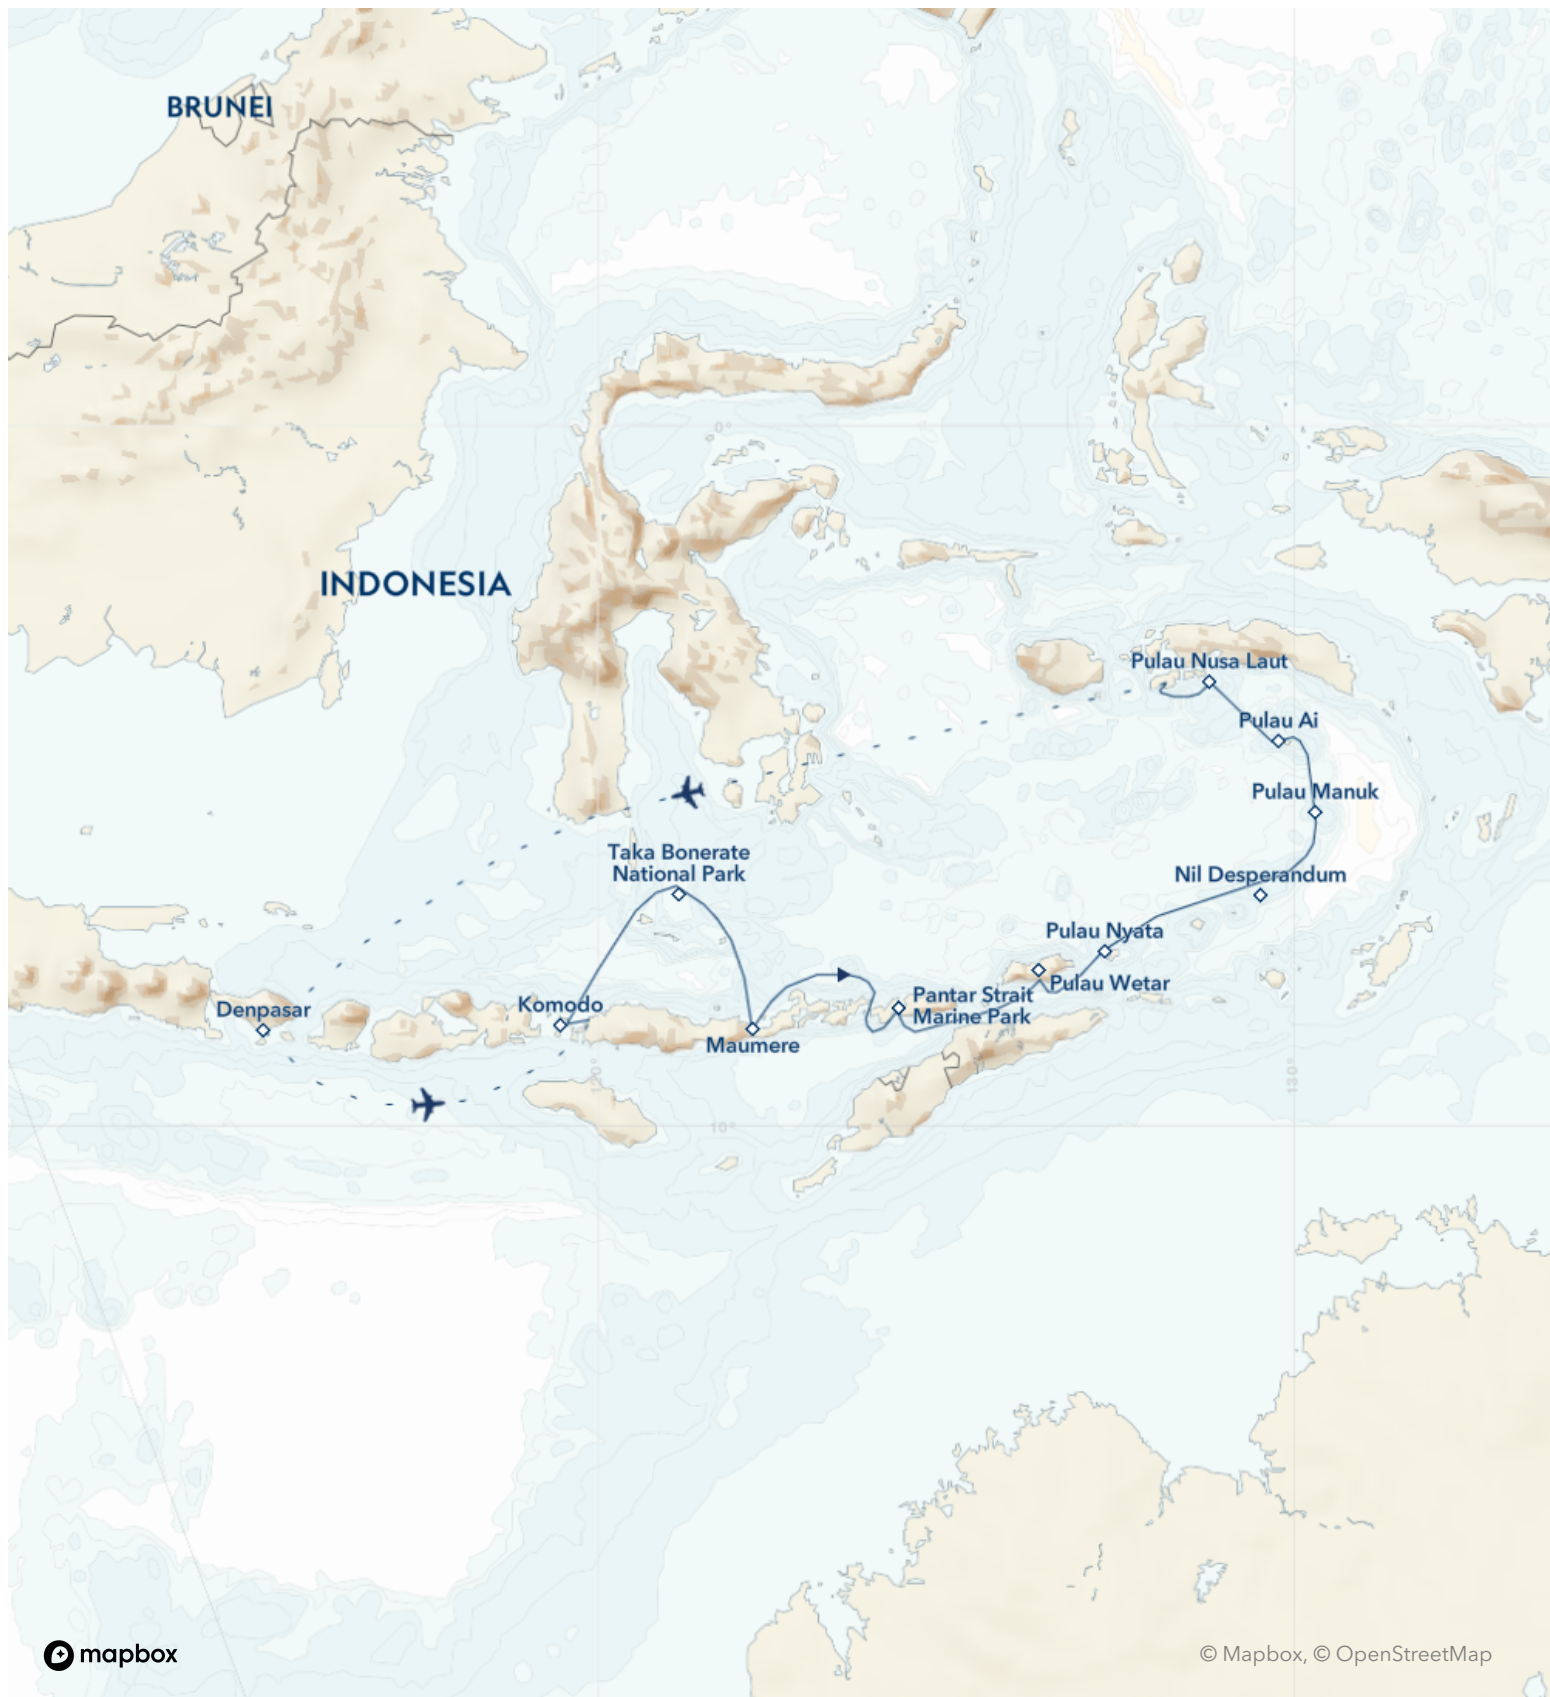 BRUNEI
0°
INDONESIA
Pulau Nusa Laut
Pulau Ai
Pulau Manuk
Taka Bonerate
National Park
Nil Desperandum
Pulau Nyata
Pulau Wetar
Pantar Strait
Marine Park
Komodo
Denpasar
Maumere
120°
130°
10°
mapbox
© Mapbox, © OpenStreetMap